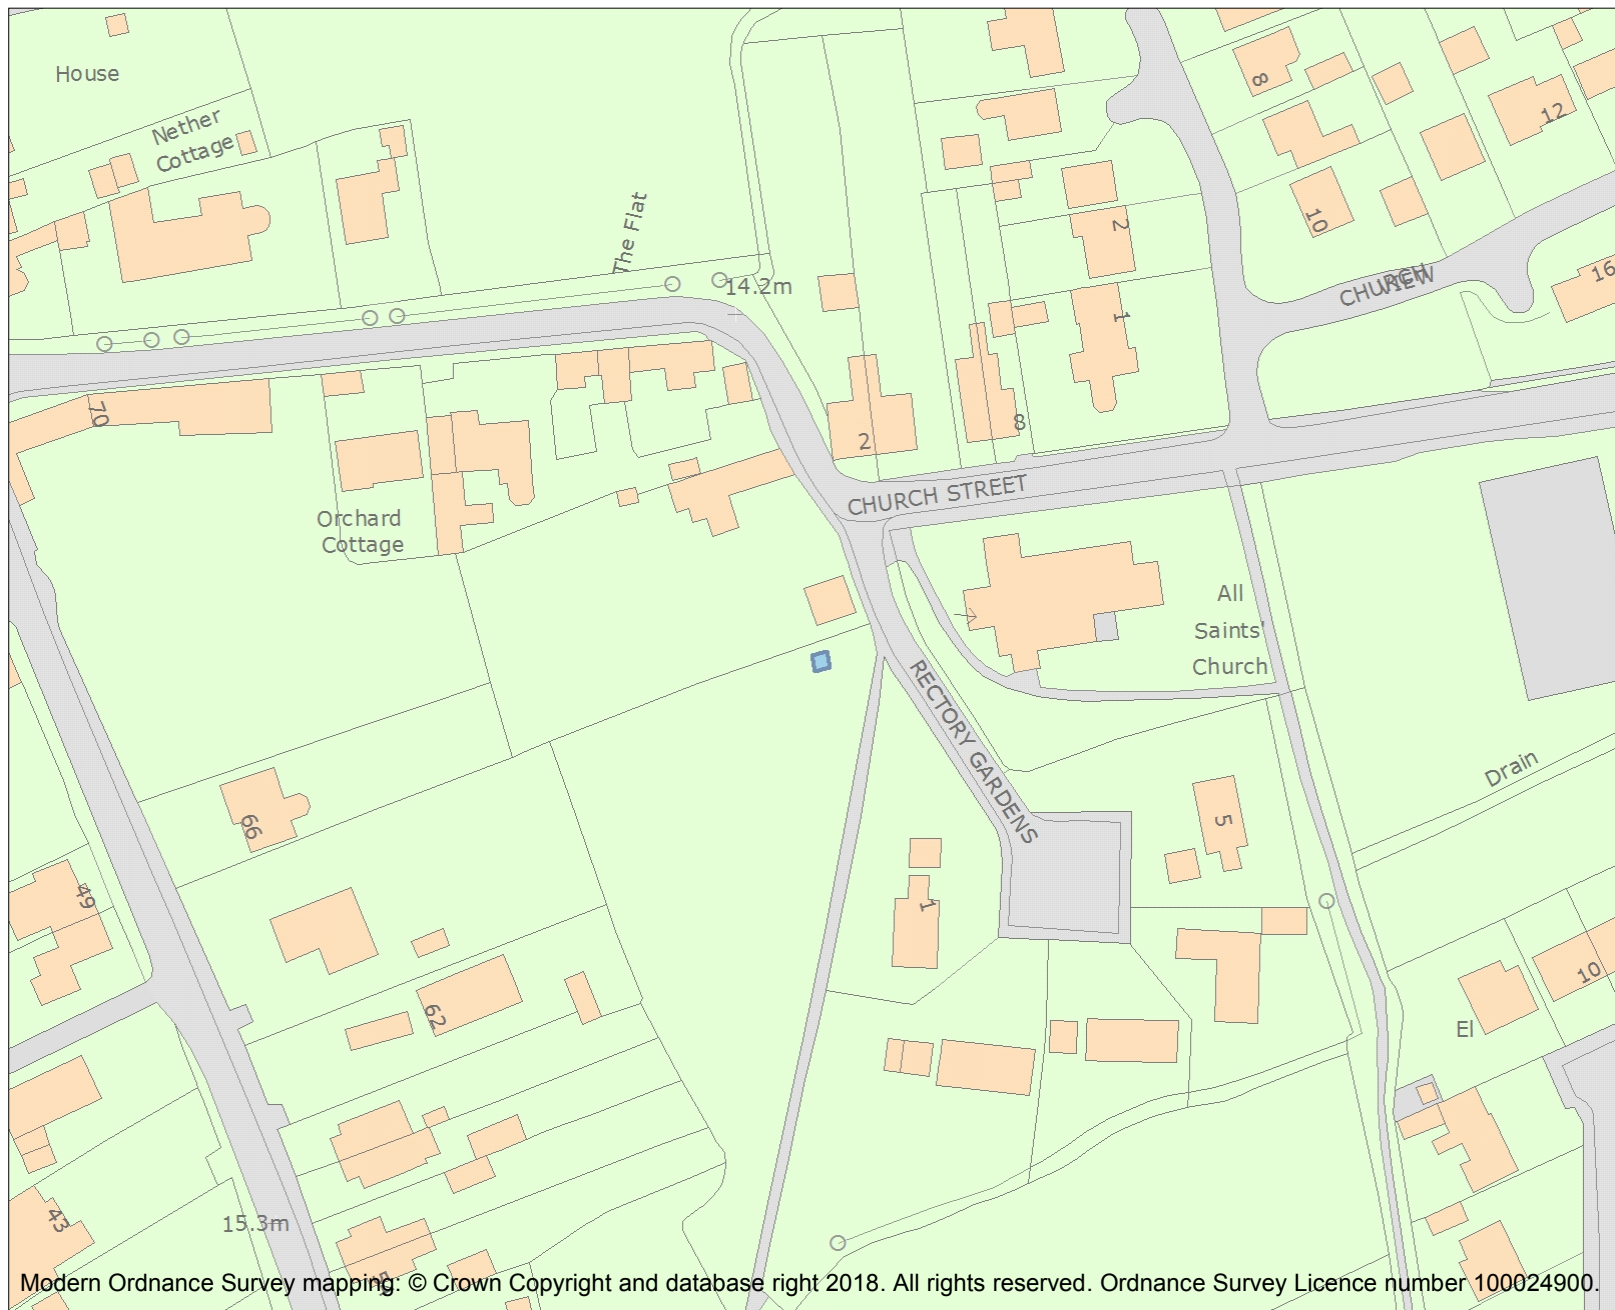 House
Nether
Cottage
The Flat
14.2m
8
12
10
2
1
CHURCH
VIEW
16
70
2
8
CHURCH STREET
Orchard
Cottage
All
Saints'
Church
RECTORY GARDENS
Drain
66
5
49
1
62
10
El
43
15.3m
Modern Ordnance Survey mapping: © Crown Copyright and database right 2018. All rights reserved. Ordnance Survey Licence number 100024900.